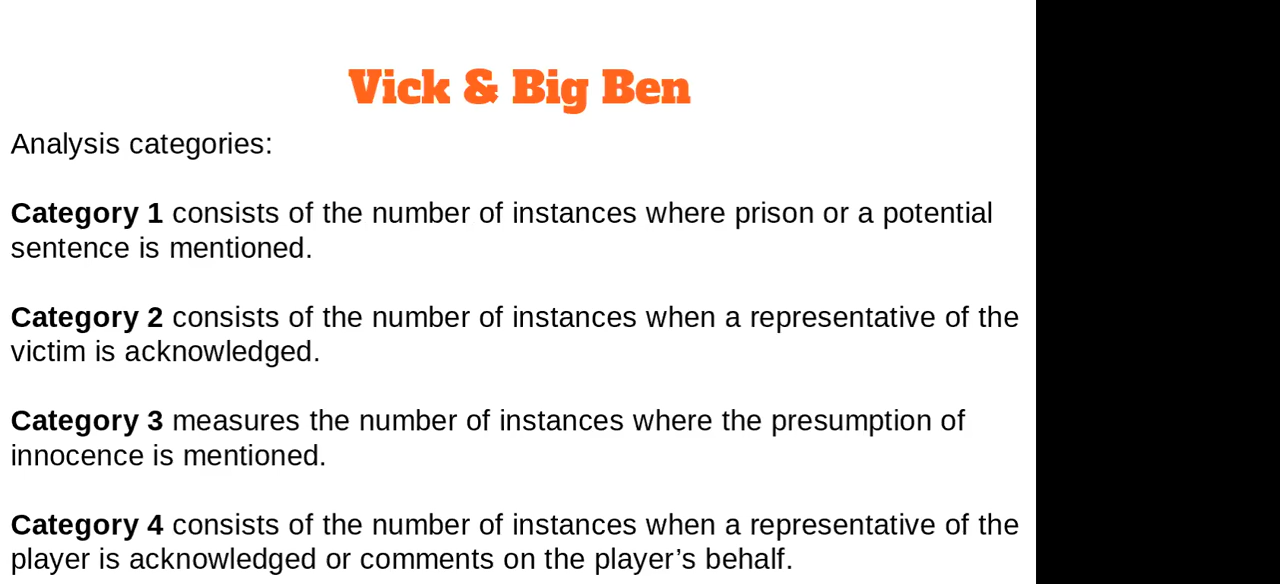 Vick & Big Ben
Analysis categories:
Category 1 consists of the number of instances where prison or a potential
sentence is mentioned.
Category 2 consists of the number of instances when a representative of the
victim is acknowledged.
Category 3 measures the number of instances where the presumption of
innocence is mentioned.
Category 4 consists of the number of instances when a representative of the
player is acknowledged or comments on the player’s behalf.